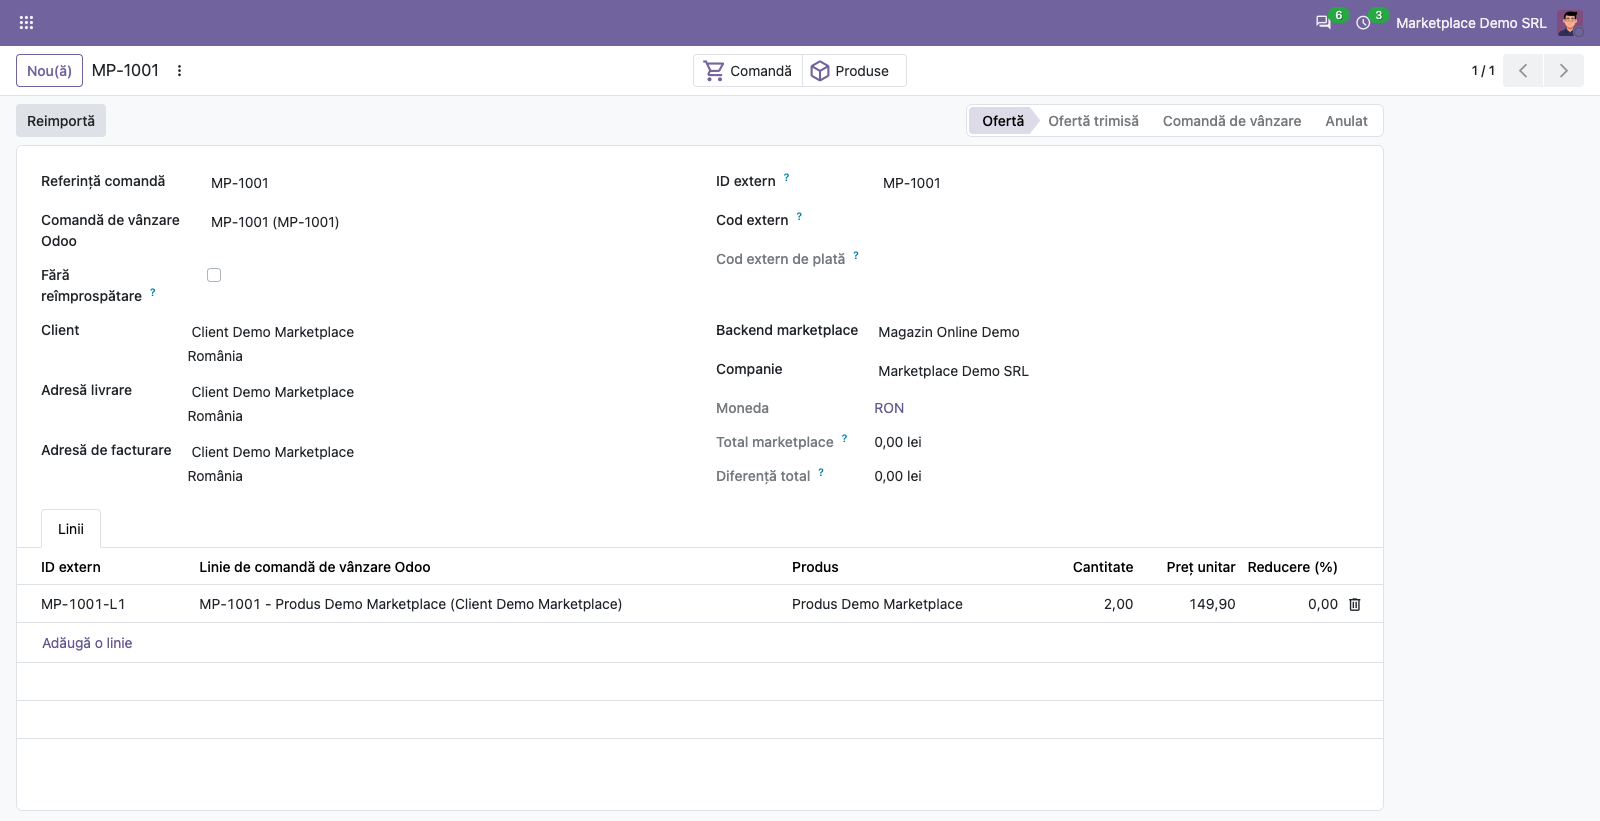 6
3
Marketplace Demo SRL
Nou(ă)
MP-1001
Comandă
Produse
1 / 1
Reimportă
Ofertă
Ofertă trimisă
Comandă de vânzare
Anulat
Referință comandă
MP-1001
ID extern ?
MP-1001
Comandă de vânzare
Odoo
MP-1001 (MP-1001)
Cod extern ?
Cod extern de plată ?
Fără
reîmprospătare ?
Client
Client Demo Marketplace
România
Backend marketplace
Magazin Online Demo
Companie
Marketplace Demo SRL
Adresă livrare
Client Demo Marketplace
România
Moneda
RON
Total marketplace ?
0,00 lei
Adresă de facturare
Client Demo Marketplace
România
Diferență total ?
0,00 lei
Linii
ID extern
Linie de comandă de vânzare Odoo
Produs
Cantitate
Preț unitar
Reducere (%)
MP-1001-L1
MP-1001 - Produs Demo Marketplace (Client Demo Marketplace)
Produs Demo Marketplace
2,00
149,90
0,00
Adăugă o linie